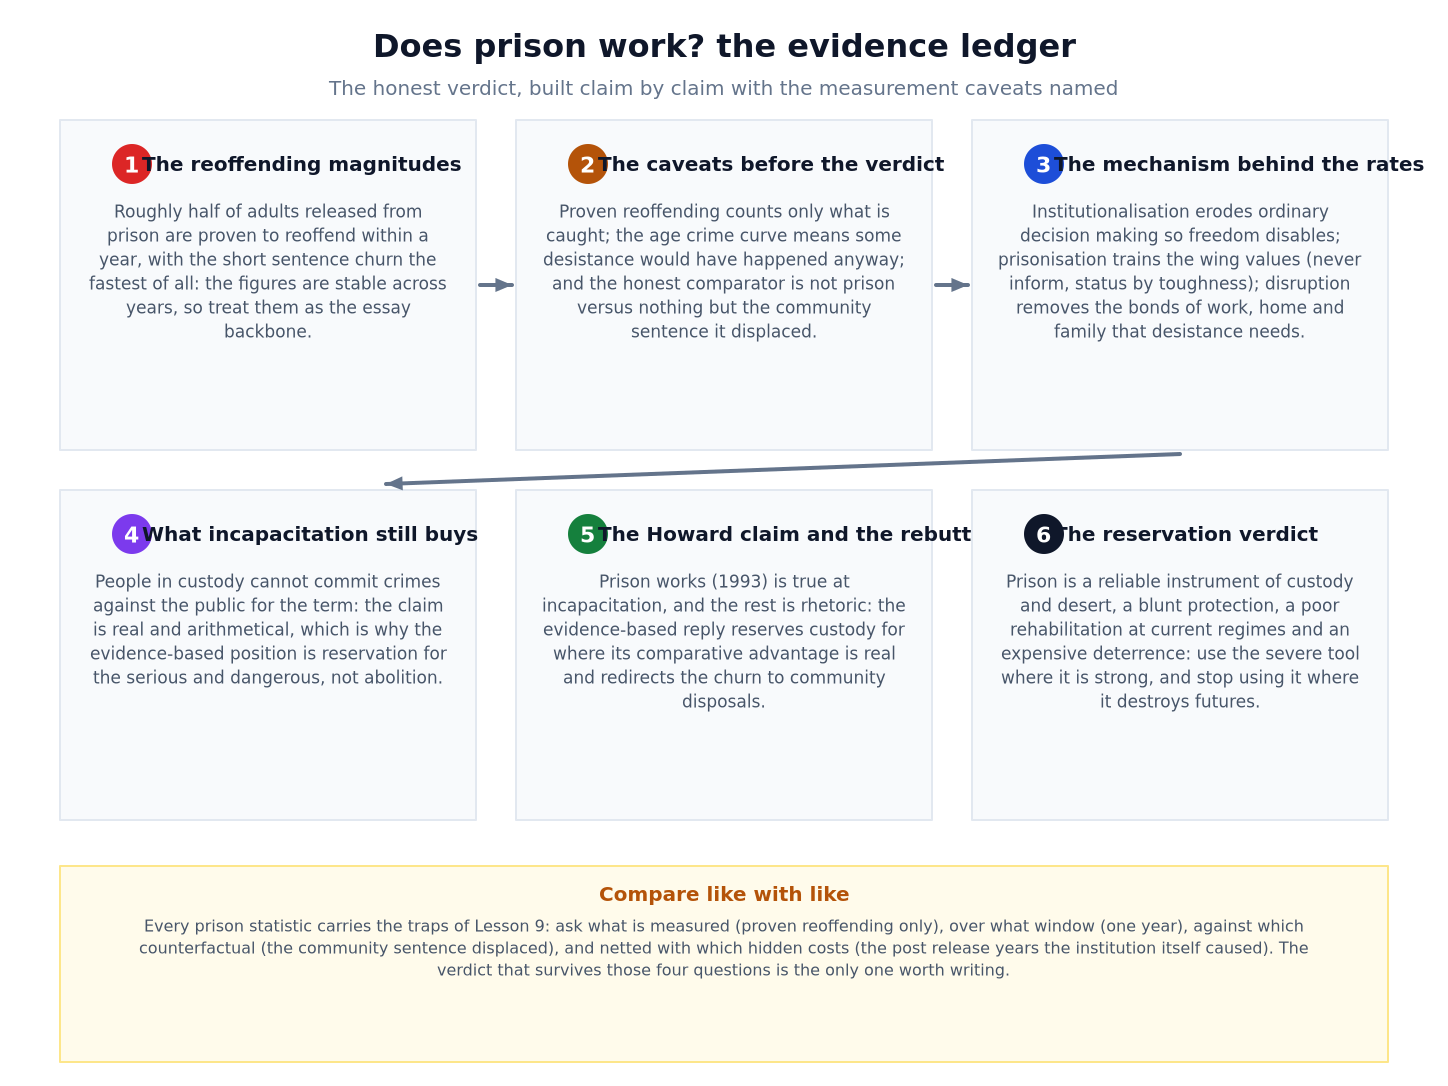 Does prison work? the evidence ledger
The honest verdict, built claim by claim with the measurement caveats named
1 The reoffending magnitudes
Roughly half of adults released from
prison are proven to reoffend within a
year, with the short sentence churn the
fastest of all: the figures are stable across
years, so treat them as the essay
backbone.
2 The caveats before the verdict
Proven reoffending counts only what is
caught; the age crime curve means some
desistance would have happened anyway;
and the honest comparator is not prison
versus nothing but the community
sentence it displaced.
3 The mechanism behind the rates
Institutionalisation erodes ordinary
decision making so freedom disables;
prisonisation trains the wing values (never
inform, status by toughness); disruption
removes the bonds of work, home and
family that desistance needs.
4 What incapacitation still buys
People in custody cannot commit crimes
against the public for the term: the claim
is real and arithmetical, which is why the
evidence-based position is reservation for
the serious and dangerous, not abolition.
5 The Howard claim and the rebutt
Prison works (1993) is true at
incapacitation, and the rest is rhetoric: the
evidence-based reply reserves custody for
where its comparative advantage is real
and redirects the churn to community
disposals.
6 The reservation verdict
Prison is a reliable instrument of custody
and desert, a blunt protection, a poor
rehabilitation at current regimes and an
expensive deterrence: use the severe tool
where it is strong, and stop using it where
it destroys futures.
Compare like with like
Every prison statistic carries the traps of Lesson 9: ask what is measured (proven reoffending only), over what window (one year), against which
counterfactual (the community sentence displaced), and netted with which hidden costs (the post release years the institution itself caused). The
verdict that survives those four questions is the only one worth writing.